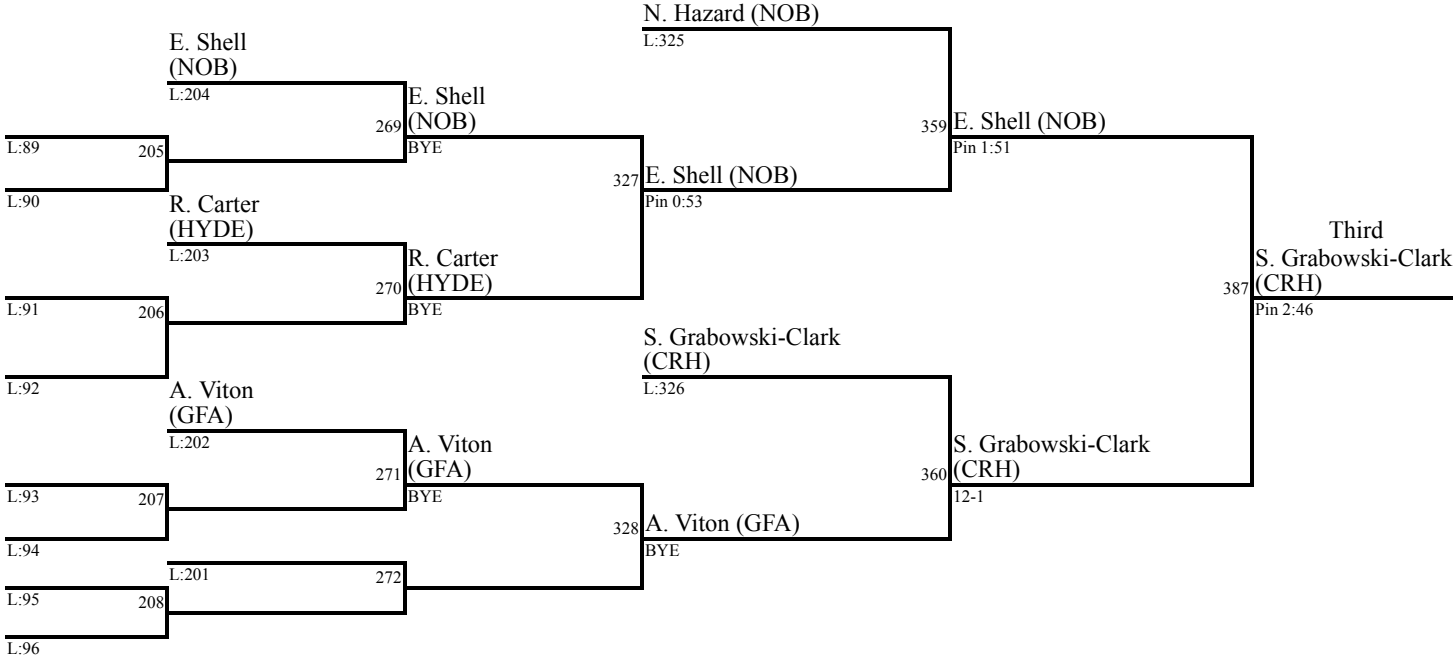 N. Hazard (NOB)
L:325
E. Shell
(NOB)
L:204
E. Shell
(NOB)
269
BYE
359
E. Shell (NOB)
Pin 1:51
L:89
205
L:90
327
E. Shell (NOB)
Pin 0:53
R. Carter
(HYDE)
L:203
R. Carter
(HYDE)
270
BYE
Third
S. Grabowski-Clark
(CRH)
387
Pin 2:46
L:91
206
L:92
S. Grabowski-Clark
(CRH)
L:326
A. Viton
(GFA)
L:202
A. Viton
(GFA)
271
BYE
S. Grabowski-Clark
(CRH)
360
12-1
L:93
207
L:94
328
A. Viton (GFA)
BYE
L:201
272
L:95
208
L:96